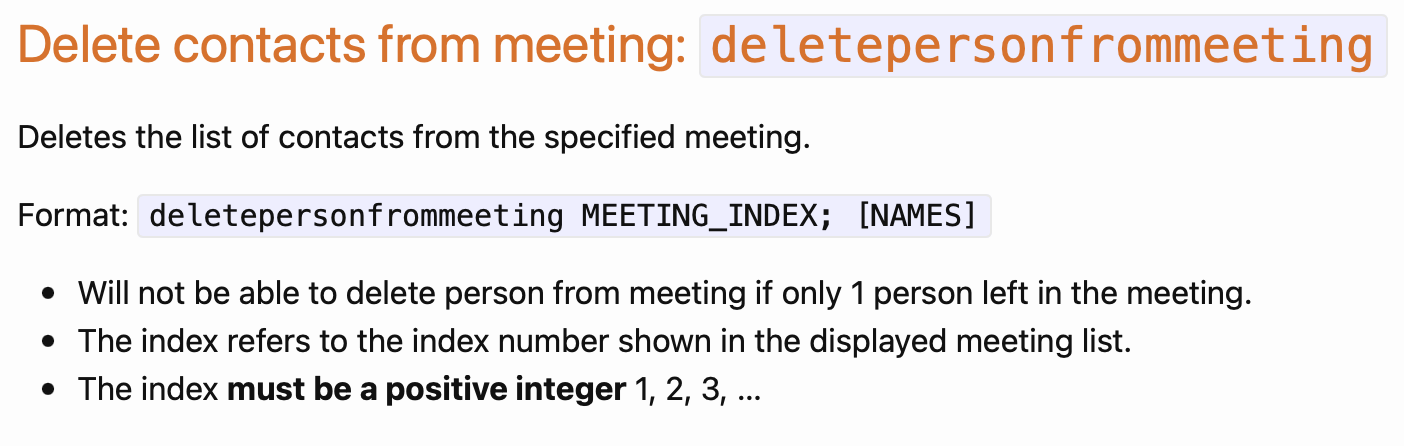 Delete contacts from meeting: deletepersonfrommeeting
Deletes the list of contacts from the specified meeting.
Format: deletepersonfrommeeting MEETING_INDEX; [NAMES]
• Will not be able to delete person from meeting if only 1 person left in the meeting.
• The index refers to the index number shown in the displayed meeting list.
• The index must be a positive integer 1, 2, 3, …